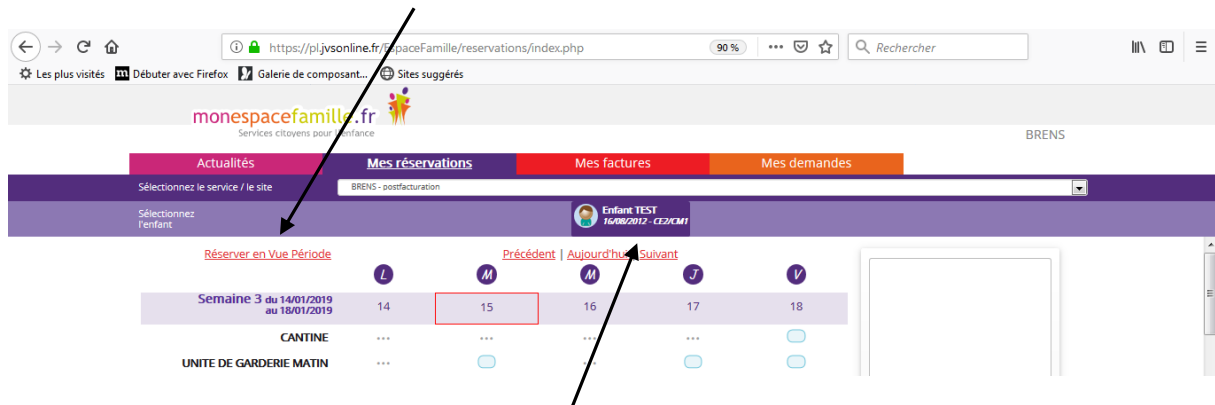 https://pl.jvsonline.fr/EspaceFamille/reservations/index.php 90 % ... Rechercher
Les plus visités Débuter avec Firefox Galerie de composant... Sites suggérés
monespacefamille.fr
Services citoyens pour l'enfance
BRENS
Actualités Mes réservations Mes factures Mes demandes
Sélectionnez le service / le site BRENS - postfacturation
Sélectionnez
l'enfant
Enfant TEST
16/08/2012 - CE2/CM1
Réserver en Vue Période Précédent | Aujourd'hui | Suivant
L M M J V
Semaine 3 du 14/01/2019
au 18/01/2019
14 15 16 17 18
CANTINE ... ... ... ...
UNITE DE GARDERIE MATIN ... ...